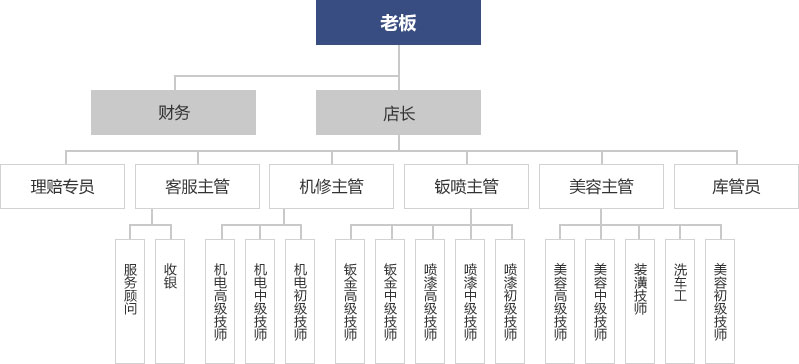 老板
财务
店长
理赔专员
客服主管
机修主管
钣喷主管
美容主管
库管员
服务顾问
收银
机电高级技师
机电中级技师
机电初级技师
钣金高级技师
钣金中级技师
喷漆高级技师
喷漆中级技师
喷漆初级技师
美容高级技师
美容中级技师
装潢技师
洗车工
美容初级技师